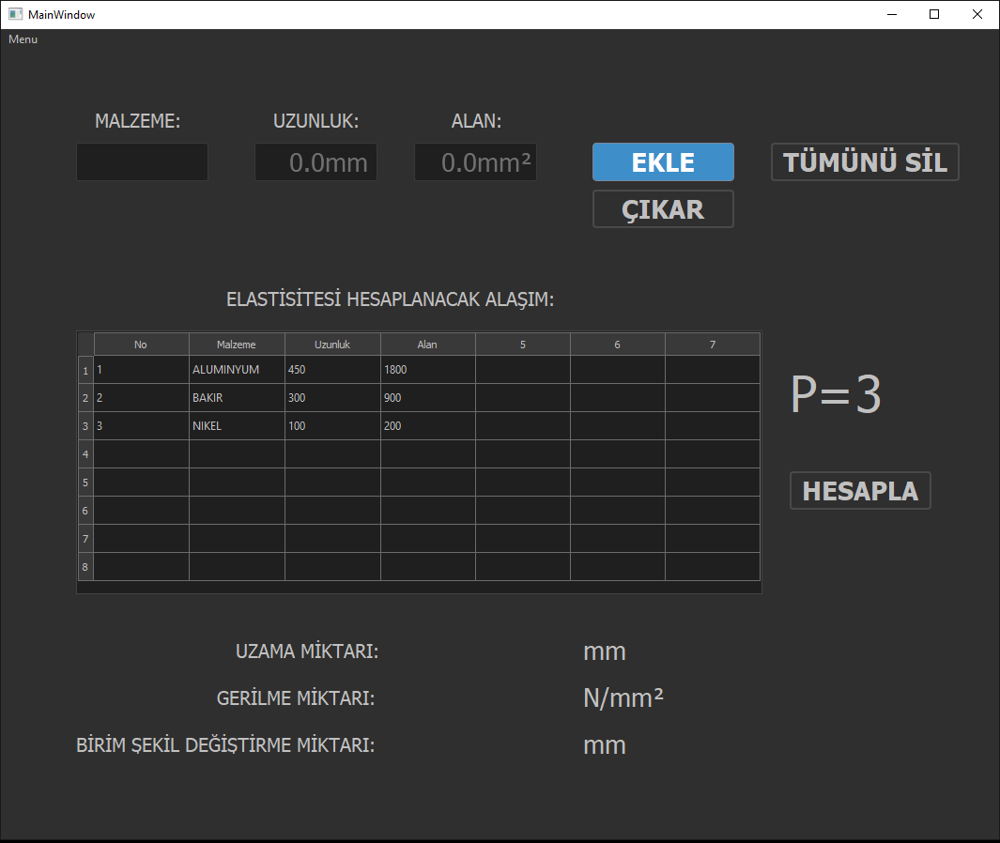 MainWindow
Menu
MALZEME: UZUNLUK: ALAN:
0.0mm 0.0mm² EKLE TÜMÜNÜ SİL
ÇIKAR
ELASTİSİTESİ HESAPLANACAK ALAŞIM:
No Malzeme Uzunluk Alan 5 6 7
1 1 ALUMINYUM 450 1800
2 2 BAKIR 300 900
3 3 NIKEL 100 200
4
5
6
7
8
P=3
HESAPLA
UZAMA MİKTARI: mm
GERİLME MİKTARI: N/mm²
BİRİM ŞEKİL DEĞİŞTİRME MİKTARI: mm